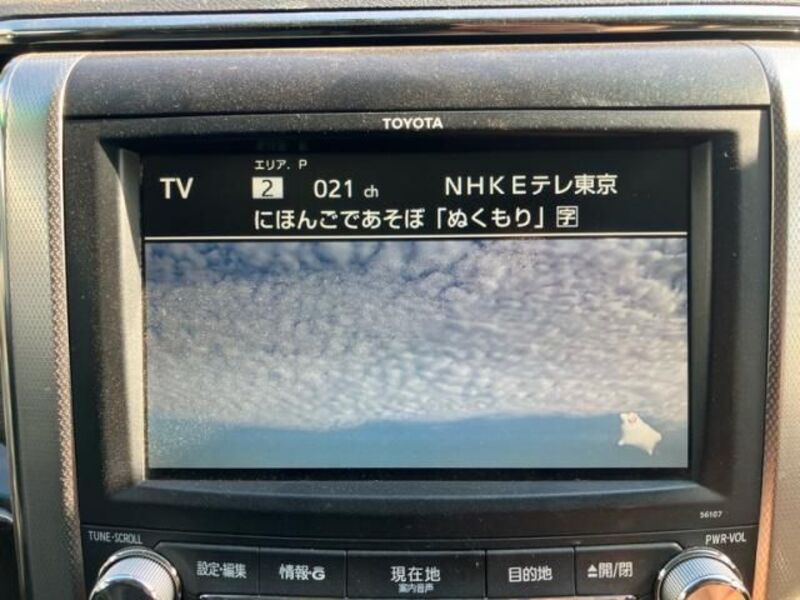 TOYOTA
エリア. P
TV 2 021 ch NHKEテレ東京
にほんごであそぼ「ぬくもり」字
56107
TUNE・SCROLL PWR・VOL
設定・編集 情報・G 現在地 目的地 ⏏開/閉
案内音声